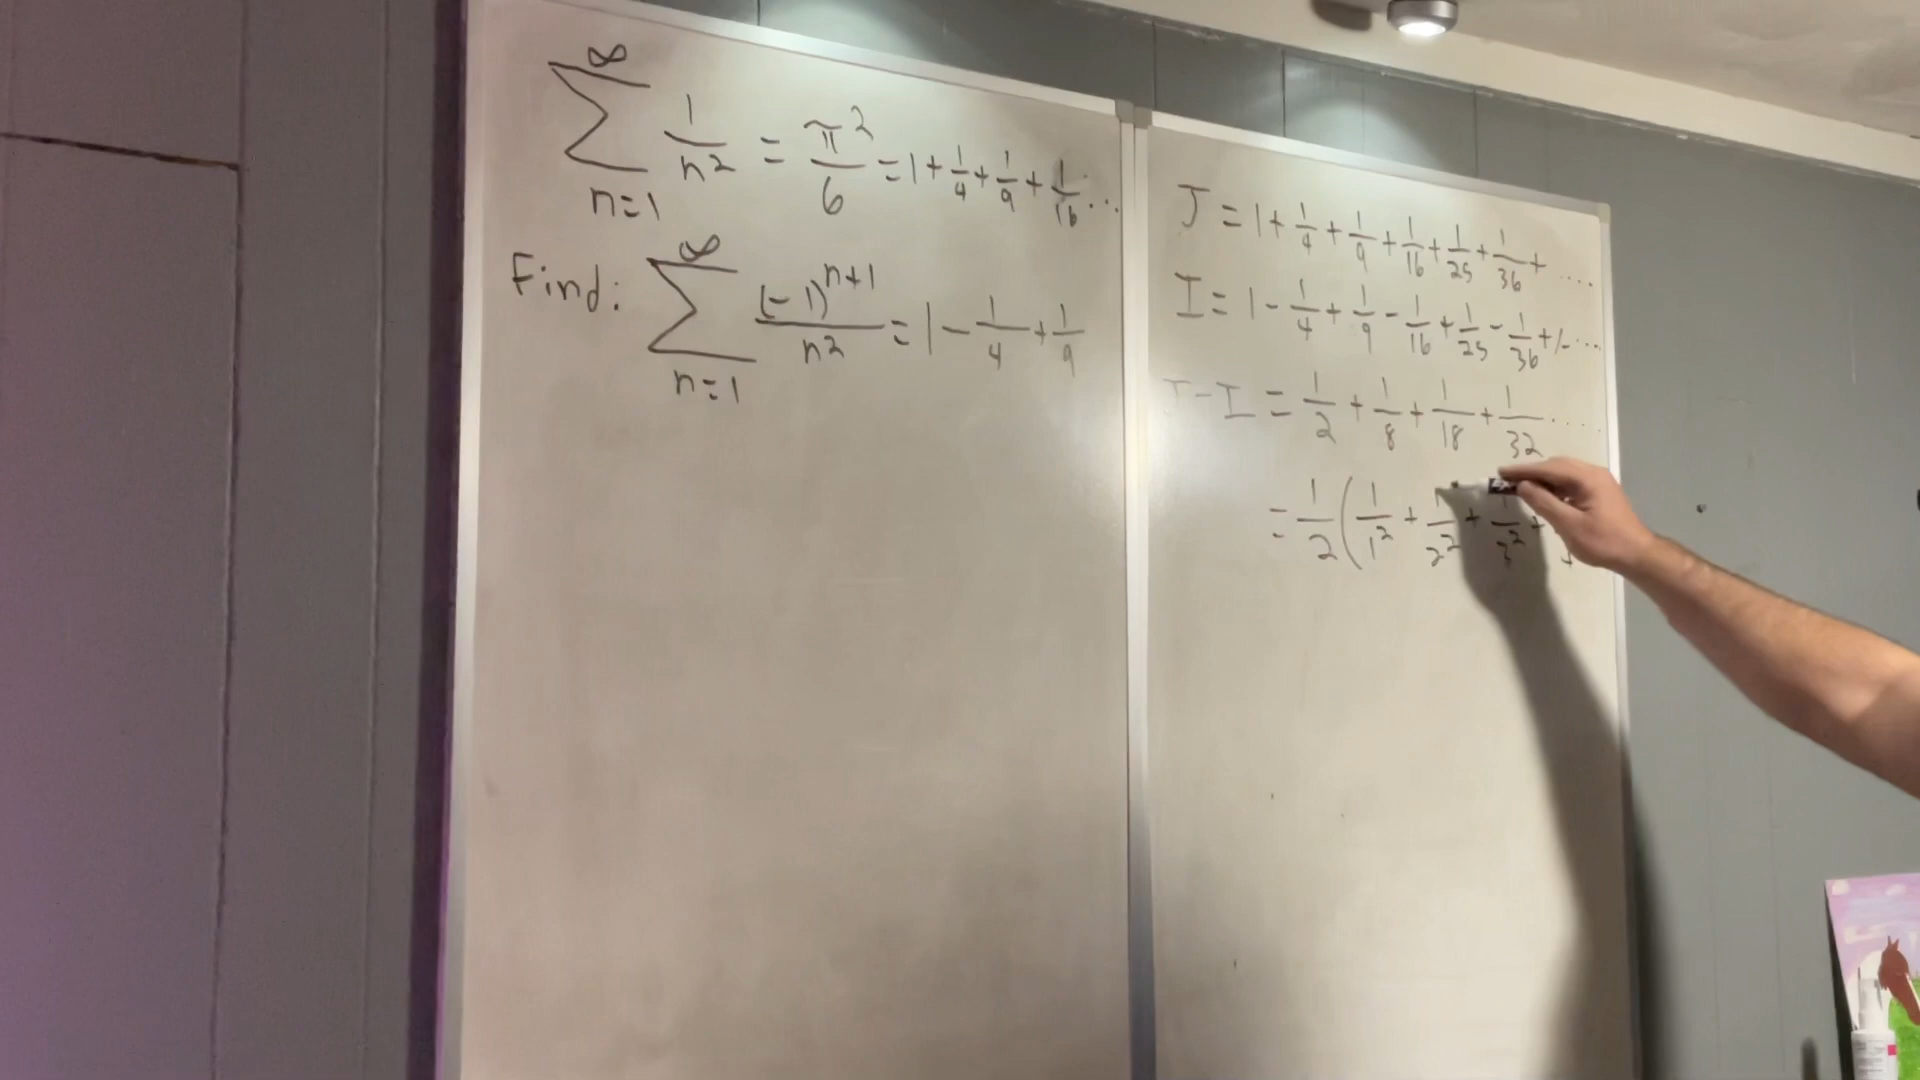 ∞
∑ 1/n² = π²/6 = 1 + 1/4 + 1/9 + 1/16 ...
n=1
∞
Find: ∑ (-1)^(n+1)/n² = 1 - 1/4 + 1/9
n=1
J = 1 + 1/4 + 1/9 + 1/16 + 1/25 + 1/36 + ....
I = 1 - 1/4 + 1/9 - 1/16 + 1/25 - 1/36 +/- ....
J - I = 1/2 + 1/8 + 1/18 + 1/32 ....
= 1/2 ( 1/1² + 1/2² + 1/3² +